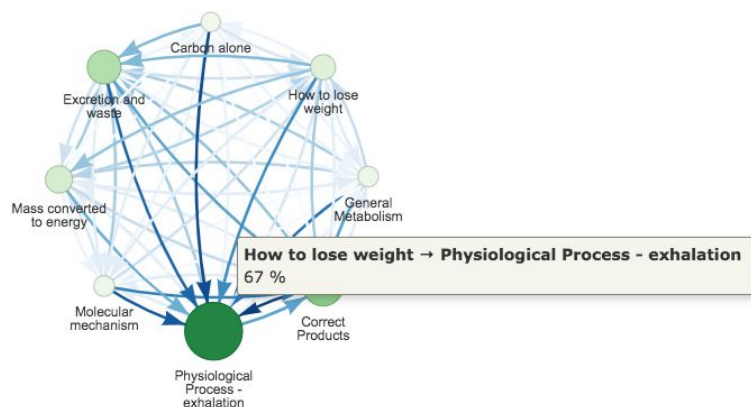 Carbon alone
Excretion and
waste
How to lose
weight
Mass converted
to energy
General
Metabolism
How to lose weight → Physiological Process - exhalation
67 %
Molecular
mechanism
Correct
Products
Physiological
Process -
exhalation